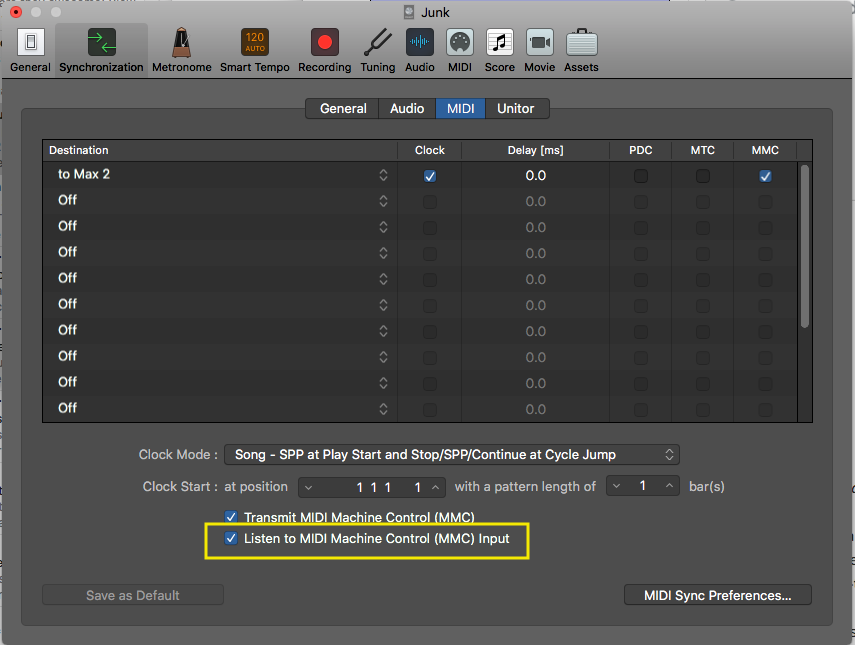 Junk
120
AUTO
General Synchronization Metronome Smart Tempo Recording Tuning Audio MIDI Score Movie Assets
General Audio MIDI Unitor
Destination Clock Delay [ms] PDC MTC MMC
to Max 2 0.0
Off 0.0
Off 0.0
Off 0.0
Off 0.0
Off 0.0
Off 0.0
Off 0.0
Off 0.0
Off 0.0
Clock Mode : Song - SPP at Play Start and Stop/SPP/Continue at Cycle Jump
Clock Start : at position 1 1 1 1 with a pattern length of 1 bar(s)
Transmit MIDI Machine Control (MMC)
Listen to MIDI Machine Control (MMC) Input
Save as Default MIDI Sync Preferences...